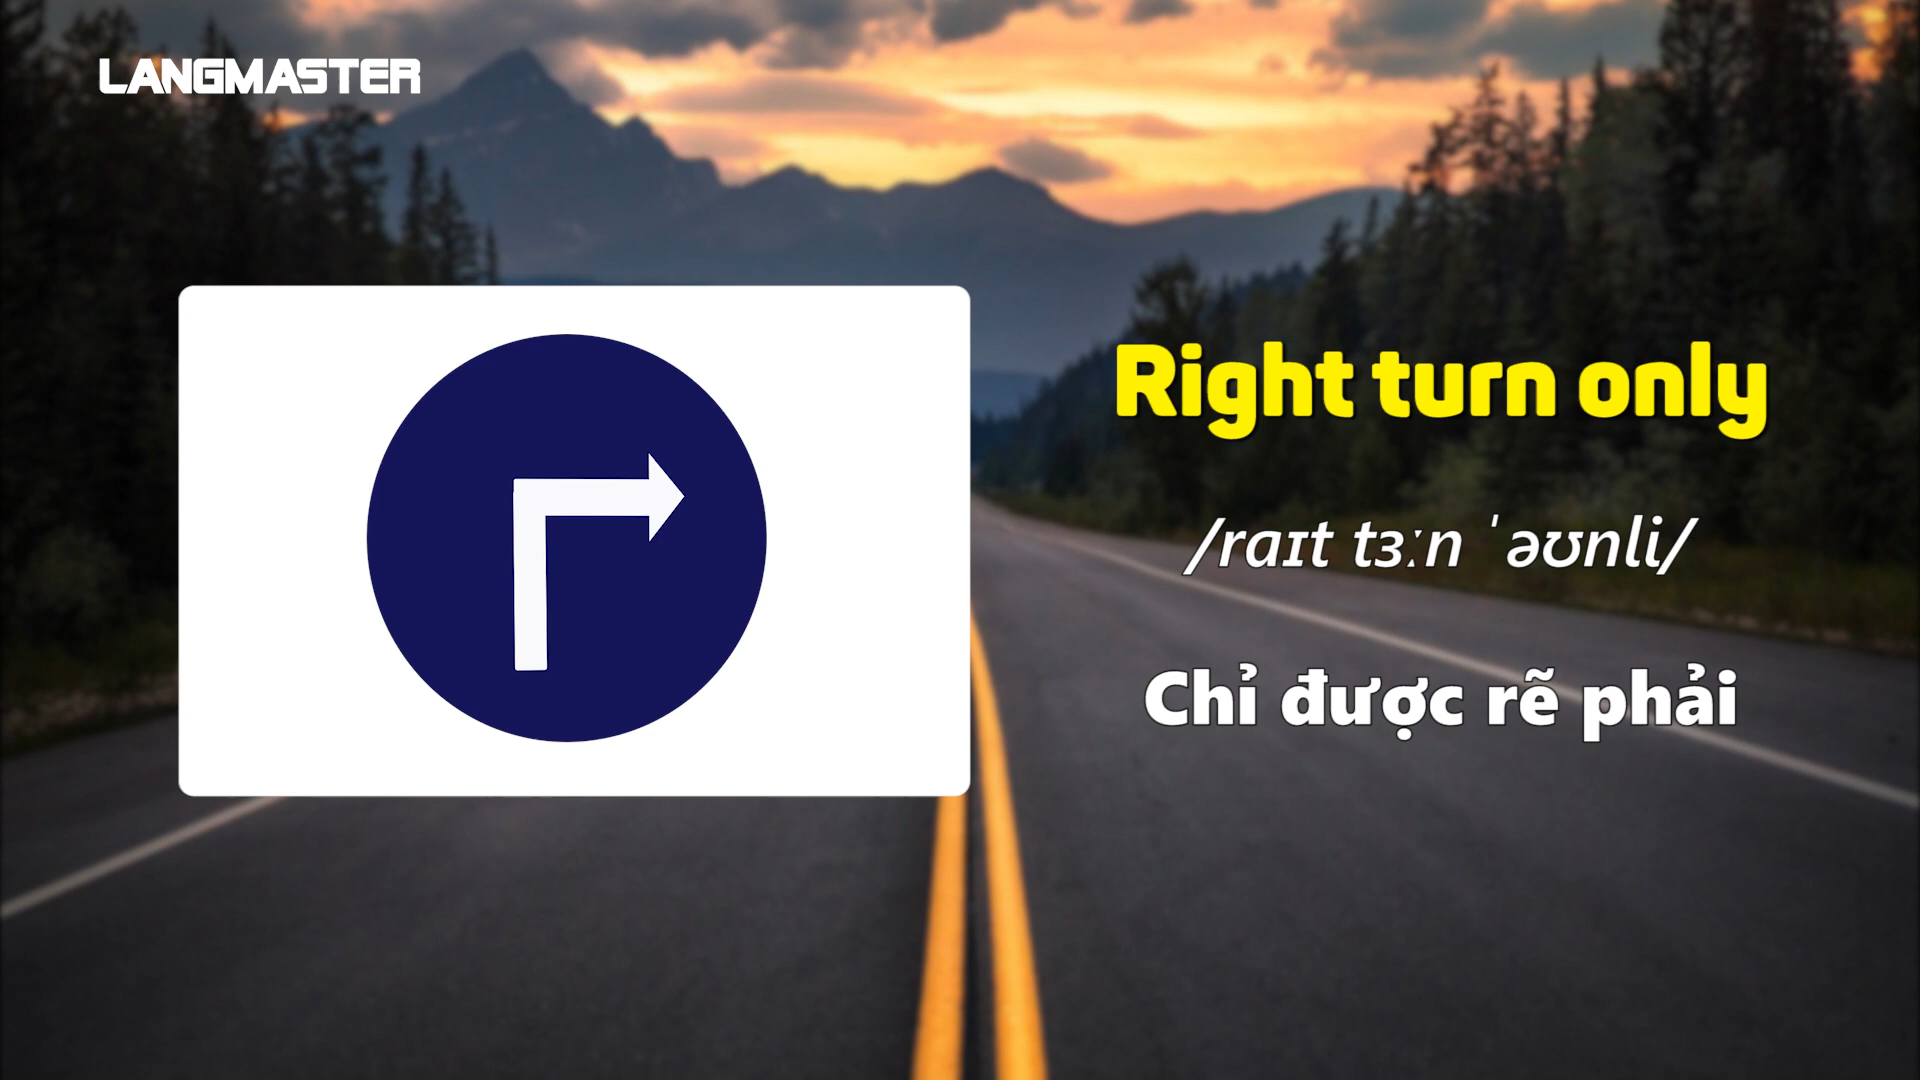 LANGMASTER
Right turn only
/raɪt tɜːn ˈəʊnli/
Chỉ được rẽ phải